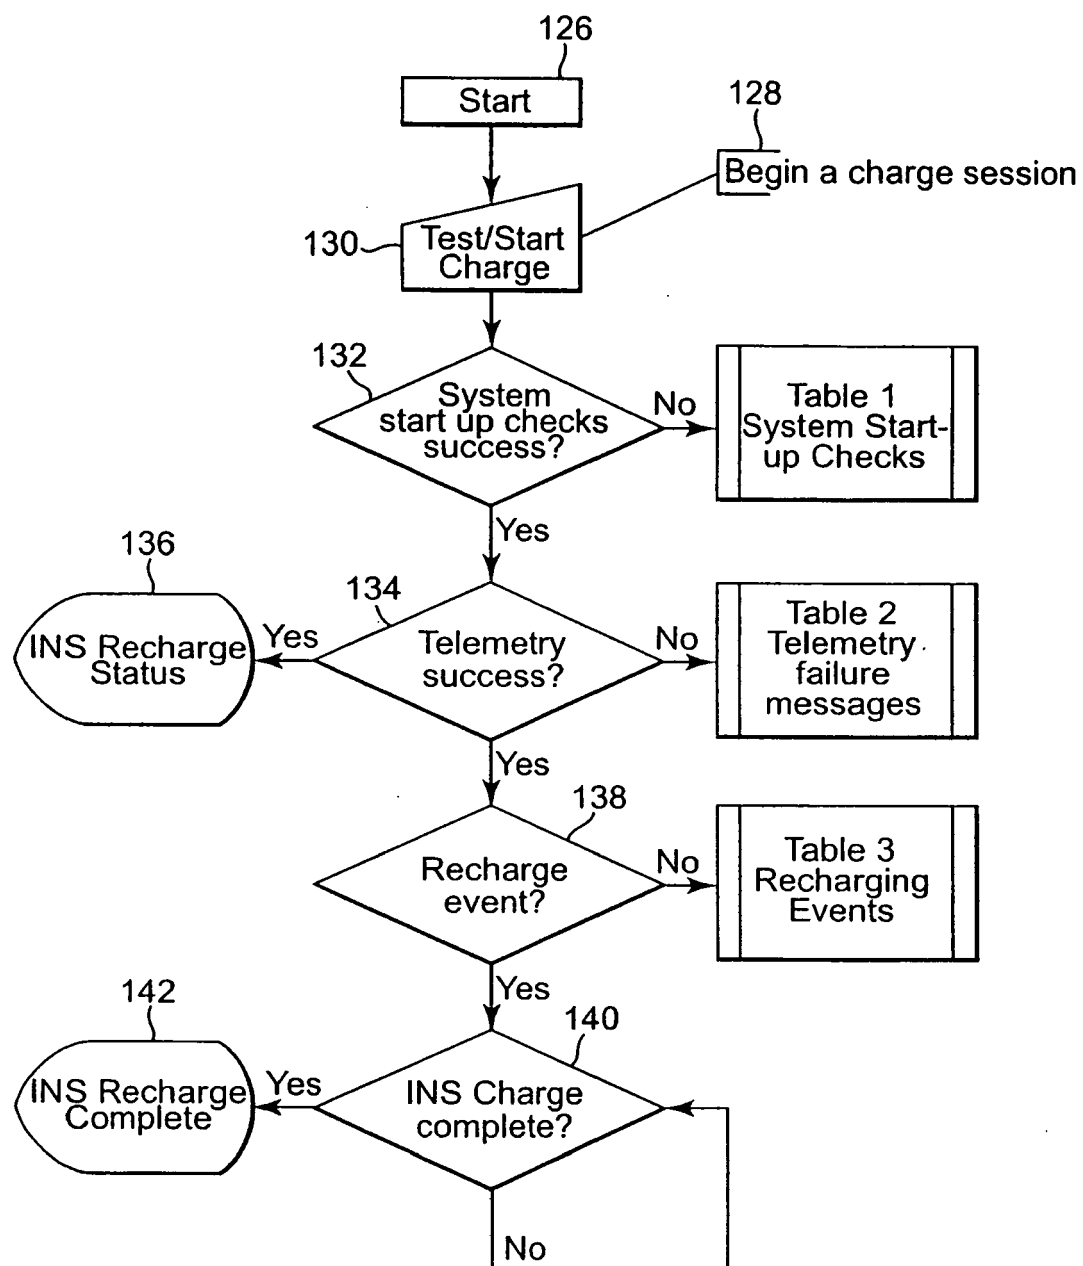 126
Start
128
Begin a charge session
130
Test/Start
Charge
132
System
start up checks
success?
No
Table 1
System Start-
up Checks
Yes
136
134
INS Recharge
Status
Yes
Telemetry
success?
No
Table 2
Telemetry
failure
messages
Yes
138
Recharge
event?
No
Table 3
Recharging
Events
Yes
142
140
INS Recharge
Complete
Yes
INS Charge
complete?
No